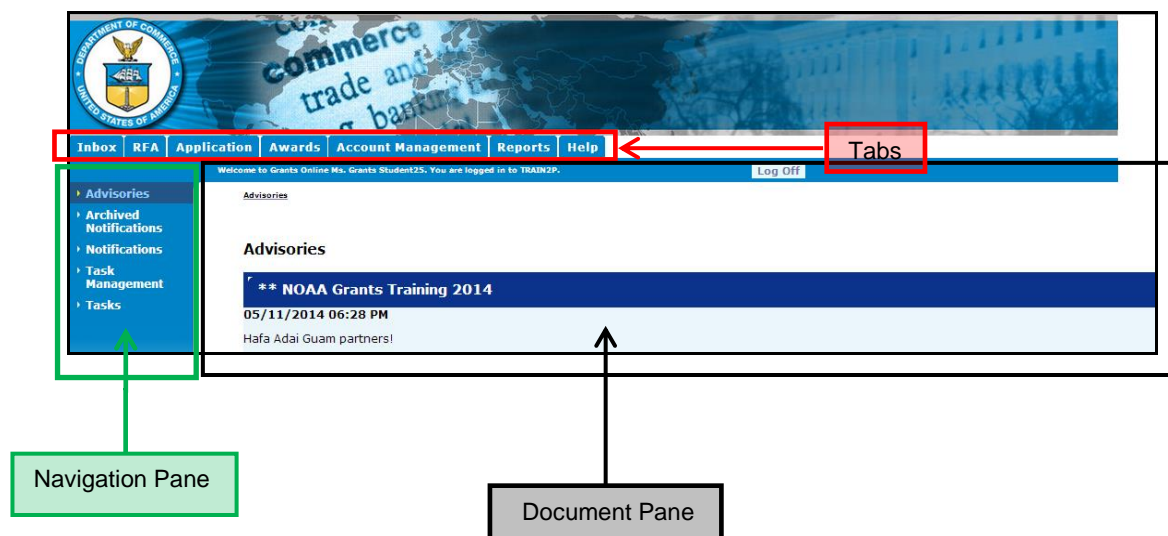 DEPARTMENT OF COMMERCE
UNITED STATES OF AMERICA
commerce
trade and
Inbox RFA Application Awards Account Management Reports Help
Tabs
Welcome to Grants Online Ms. Grants Student25. You are logged in to TRAIN2P.
Log Off
Advisories
Archived
Notifications
Notifications
Task
Management
Tasks
Advisories
Advisories
** NOAA Grants Training 2014
05/11/2014 06:28 PM
Hafa Adai Guam partners!
Navigation Pane
Document Pane